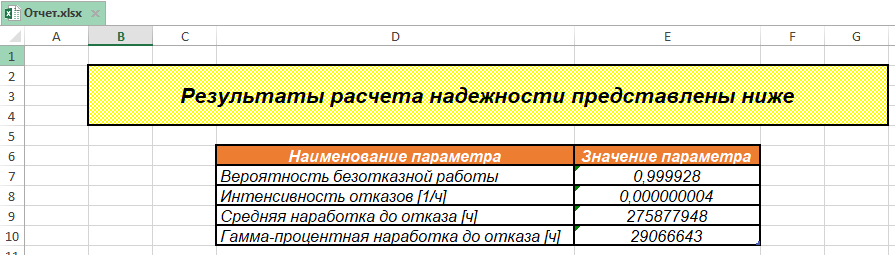 Отчет.xlsx
A B C D E F G
1
2
3 Результаты расчета надежности представлены ниже
4
5
6 Наименование параметра Значение параметра
7 Вероятность безотказной работы 0,999928
8 Интенсивность отказов [1/ч] 0,000000004
9 Средняя наработка до отказа [ч] 275877948
10 Гамма-процентная наработка до отказа [ч] 29066643